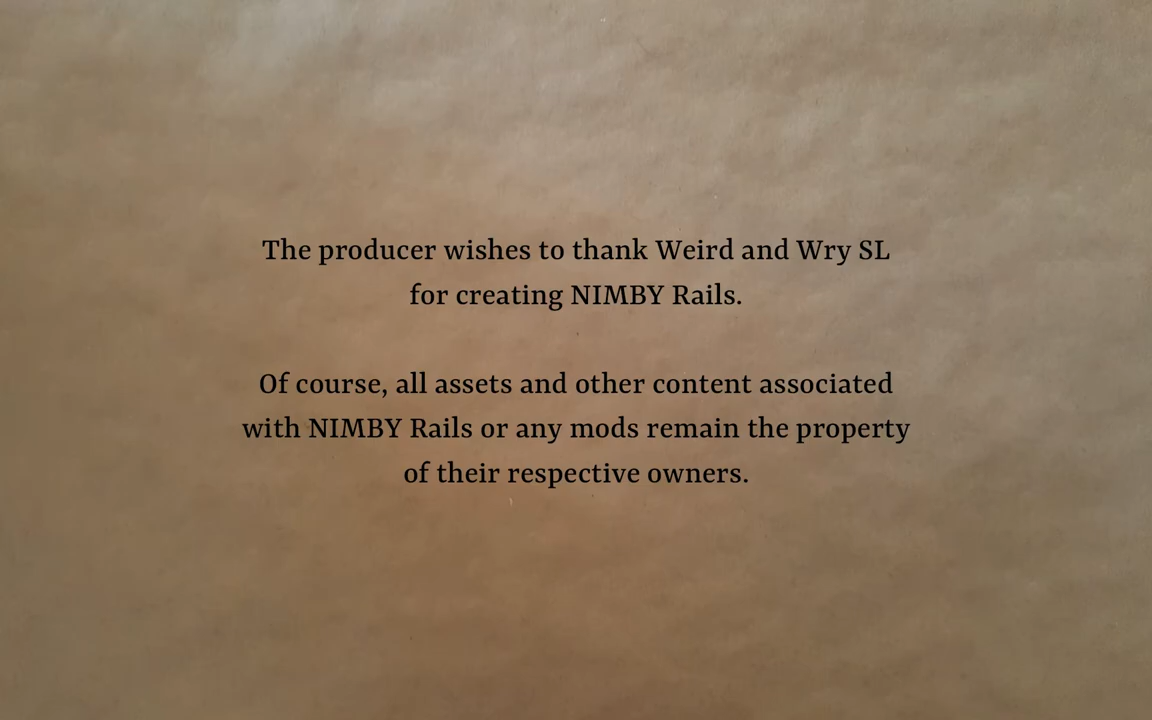 The producer wishes to thank Weird and Wry SL
for creating NIMBY Rails.
Of course, all assets and other content associated
with NIMBY Rails or any mods remain the property
of their respective owners.